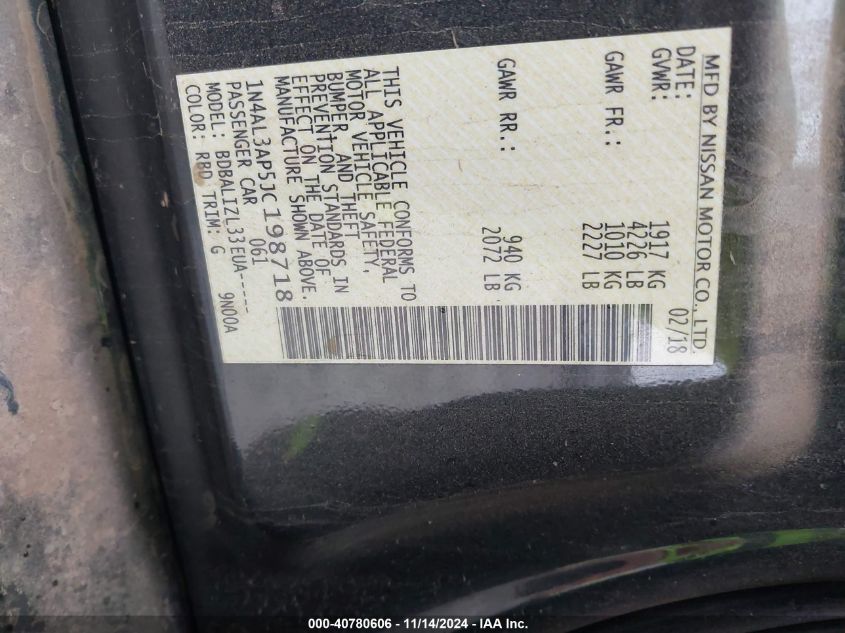 MFD BY NISSAN MOTOR CO., LTD.
DATE: 02/18
GVWR: 1917 KG
4226 LB
GAWR FR.: 1010 KG
2227 LB
GAWR RR.: 940 KG
2072 LB
THIS VEHICLE CONFORMS TO
ALL APPLICABLE FEDERAL
MOTOR VEHICLE SAFETY,
BUMPER, AND THEFT
PREVENTION STANDARDS IN
EFFECT ON THE DATE OF
MANUFACTURE SHOWN ABOVE.
1N4AL3AP5JC198718
PASSENGER CAR 061
MODEL: BDBALIZL33EUA-----
COLOR: RBD TRIM: G 9N00A
000-40780606 - 11/14/2024 - IAA Inc.